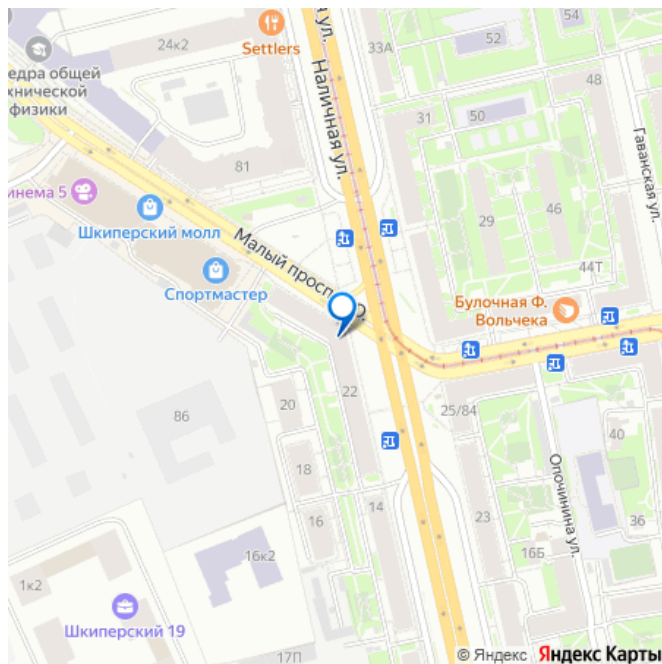 24к2
Settlers
.ул.
33А
52
54
едра общей
хнической
физики
Наличная ул.
48
31
50
Гаванская ул.
81
инема 5
Шкиперский молл
Малый просп.
29
46
44Т
Спортмастер
Булочная Ф.
Вольчека
22
20
25/84
86
40
18
Опочинина ул.
14
16
23
36
16Б
16к2
1к2
Шкиперский 19
17П
© Яндекс Яндекс Карты